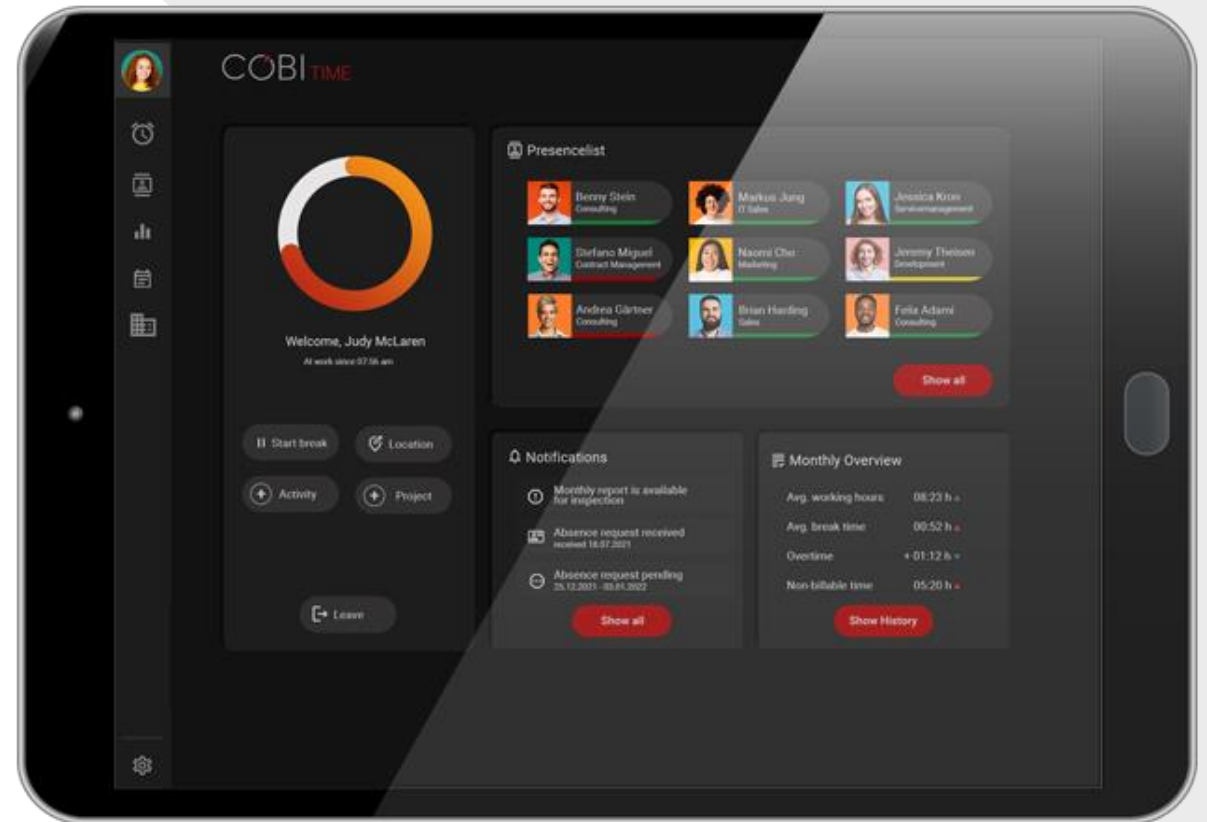 COBI TIME
Welcome, Judy McLaren
At work since 07:56 am
Start break
Location
Activity
Project
Leave
Presencelist
Benny Stein
Consulting
Markus Jung
IT Sales
Jessica Kron
Servicemanagement
Stefano Miguel
Contract Management
Naomi Cho
Marketing
Jeremy Theisen
Development
Andrea Gärtner
Consulting
Brian Harding
Sales
Felix Adami
Consulting
Show all
Notifications
Monthly report is available
for inspection
Absence request received
received 18.07.2021
Absence request pending
25.12.2021 - 03.01.2022
Show all
Monthly Overview
Avg. working hours 08:23 h
Avg. break time 00:52 h
Overtime + 01:12 h
Non-billable time 05:20 h
Show History